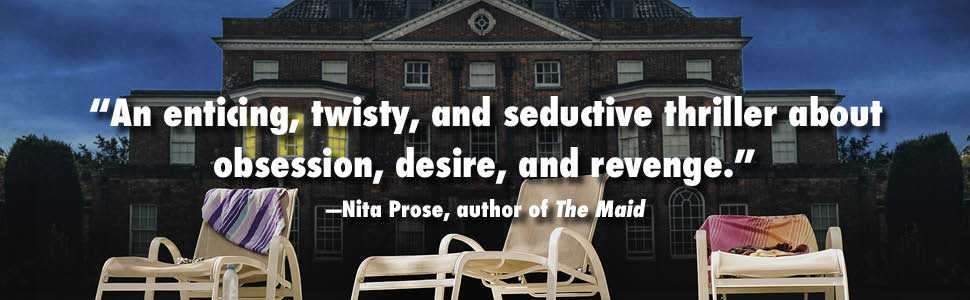 “An enticing, twisty, and seductive thriller about
obsession, desire, and revenge.”
—Nita Prose, author of The Maid